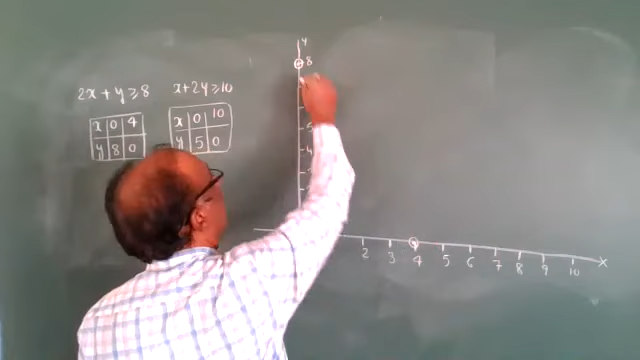 2x + y ≥ 8
x + 2y ≥ 10
x 0 4
y 8 0
x 0 10
y 5 0
y
8
5
4
2 3 4 5 6 7 8 9 10 x